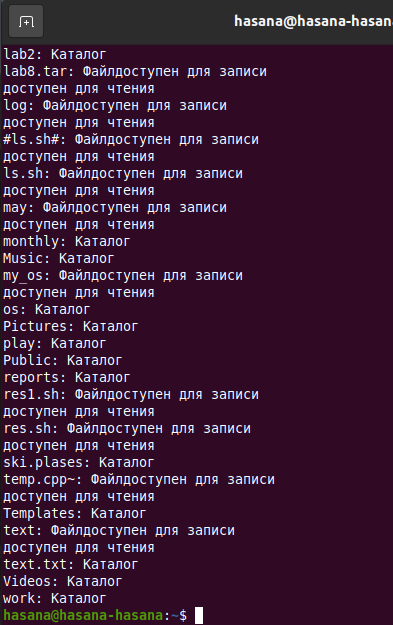 hasana@hasana-hasana
lab2: Каталог
lab8.tar: Файлдоступен для записи
доступен для чтения
log: Файлдоступен для записи
доступен для чтения
#ls.sh#: Файлдоступен для записи
доступен для чтения
ls.sh: Файлдоступен для записи
доступен для чтения
may: Файлдоступен для записи
доступен для чтения
monthly: Каталог
Music: Каталог
my_os: Файлдоступен для записи
доступен для чтения
os: Каталог
Pictures: Каталог
play: Каталог
Public: Каталог
reports: Каталог
res1.sh: Файлдоступен для записи
доступен для чтения
res.sh: Файлдоступен для записи
доступен для чтения
ski.plases: Каталог
temp.cpp~: Файлдоступен для записи
доступен для чтения
Templates: Каталог
text: Файлдоступен для записи
доступен для чтения
text.txt: Каталог
Videos: Каталог
work: Каталог
hasana@hasana-hasana:~$